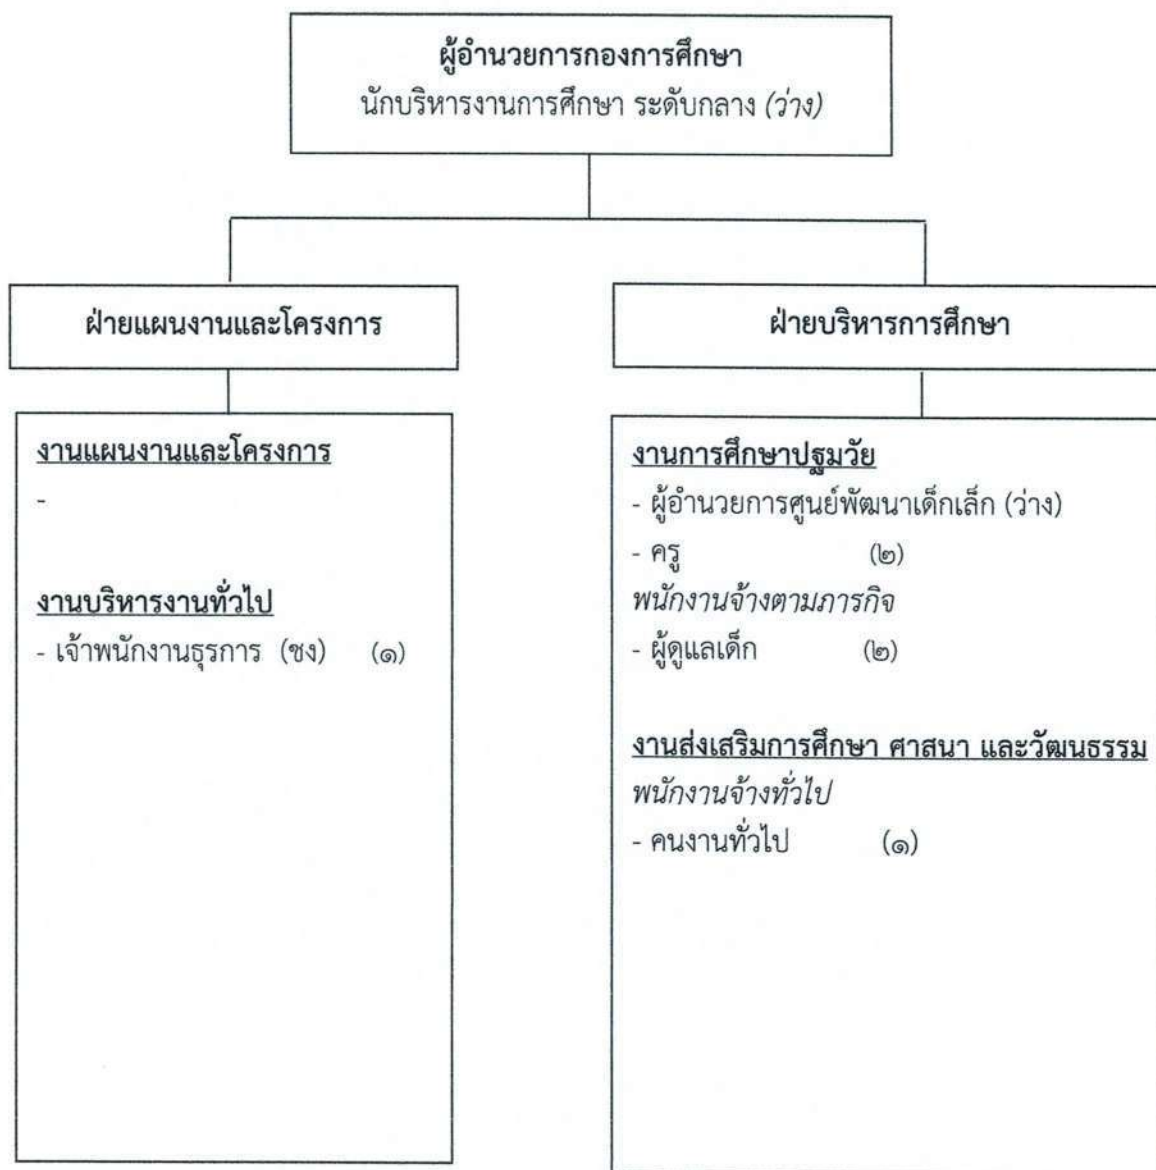 ผู้อำนวยการกองการศึกษา
นักบริหารงานการศึกษา ระดับกลาง (ว่าง)
ฝ่ายแผนงานและโครงการ
งานแผนงานและโครงการ
-
งานบริหารงานทั่วไป
- เจ้าพนักงานธุรการ (ชง) (๑)
ฝ่ายบริหารการศึกษา
งานการศึกษาปฐมวัย
- ผู้อำนวยการศูนย์พัฒนาเด็กเล็ก (ว่าง)
- ครู (๒)
พนักงานจ้างตามภารกิจ
- ผู้ดูแลเด็ก (๒)
งานส่งเสริมการศึกษา ศาสนา และวัฒนธรรม
พนักงานจ้างทั่วไป
- คนงานทั่วไป (๑)